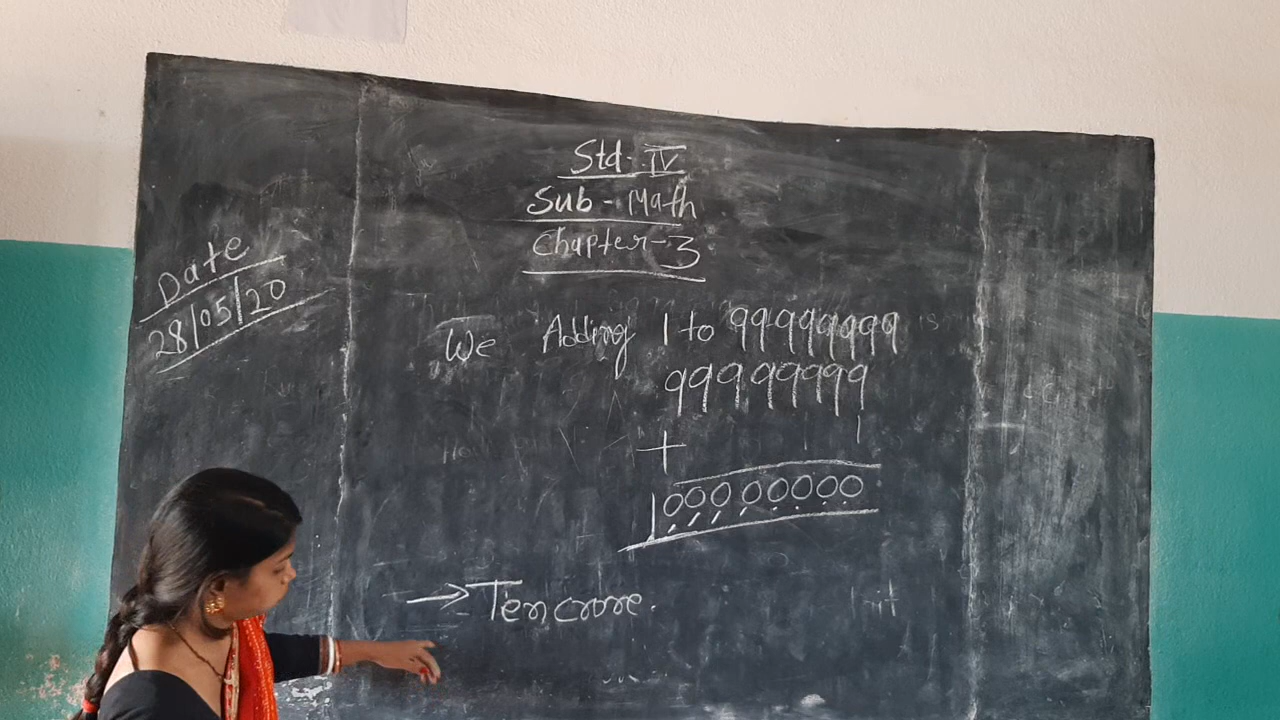 Std- IV
Sub - Math
Chapter-3
Date
28/05/20
We Adding 1 to 99999999
99999999
+ 1
100000000
→ Ten crore.